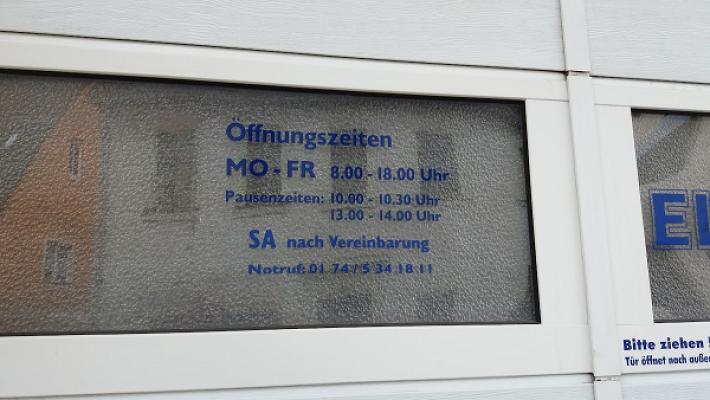 Öffnungszeiten
MO - FR 8.00 - 18.00 Uhr
Pausenzeiten: 10.00 - 10.30 Uhr
13.00 - 14.00 Uhr
SA nach Vereinbarung
Notruf: 01 74 / 5 34 18 11
Bitte ziehen !
Tür öffnet nach